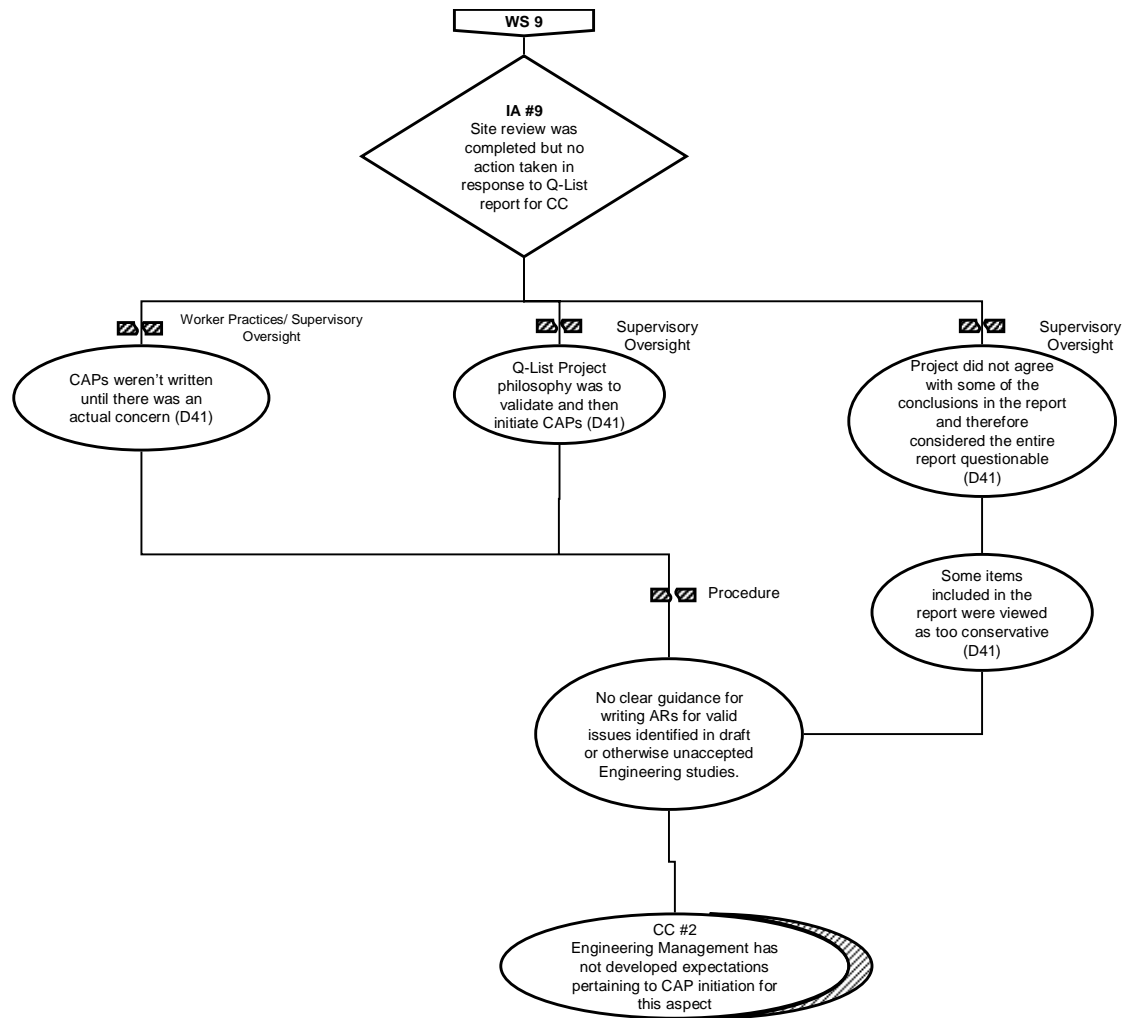 WS 9
IA #9
Site review was
completed but no
action taken in
response to Q-List
report for CC
Worker Practices/ Supervisory
Oversight
Supervisory
Oversight
Supervisory
Oversight
CAPs weren't written
until there was an
actual concern (D41)
Q-List Project
philosophy was to
validate and then
initiate CAPs (D41)
Project did not agree
with some of the
conclusions in the report
and therefore
considered the entire
report questionable
(D41)
Some items
included in the
report were viewed
as too conservative
(D41)
Procedure
No clear guidance for
writing ARs for valid
issues identified in draft
or otherwise unaccepted
Engineering studies.
CC #2
Engineering Management has
not developed expectations
pertaining to CAP initiation for
this aspect